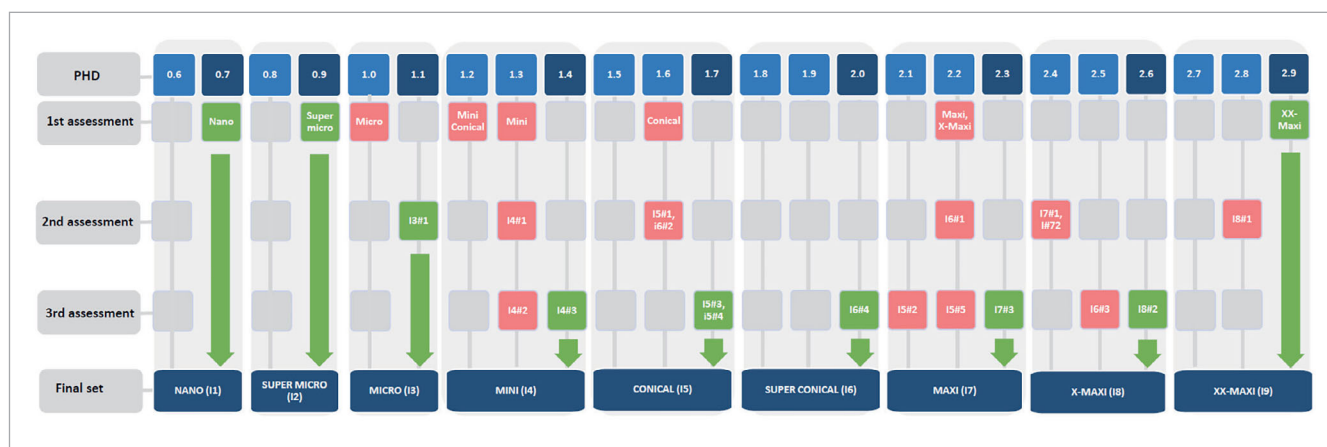 PHD 0.6 0.7 0.8 0.9 1.0 1.1 1.2 1.3 1.4 1.5 1.6 1.7 1.8 1.9 2.0 2.1 2.2 2.3 2.4 2.5 2.6 2.7 2.8 2.9
1st assessment
Nano
Super
micro
Micro
Mini
Conical
Mini
Conical
Maxi,
X-Maxi
XX-
Maxi
2nd assessment
I3#1
I4#1
I5#1,
i6#2
I6#1
I7#1,
I#72
I8#1
3rd assessment
I4#2
I4#3
I5#3,
i5#4
I6#4
I5#2
I5#5
I7#3
I6#3
I8#2
Final set
NANO (I1)
SUPER MICRO
(I2)
MICRO (I3)
MINI (I4)
CONICAL (I5)
SUPER CONICAL (I6)
MAXI (I7)
X-MAXI (I8)
XX-MAXI (I9)